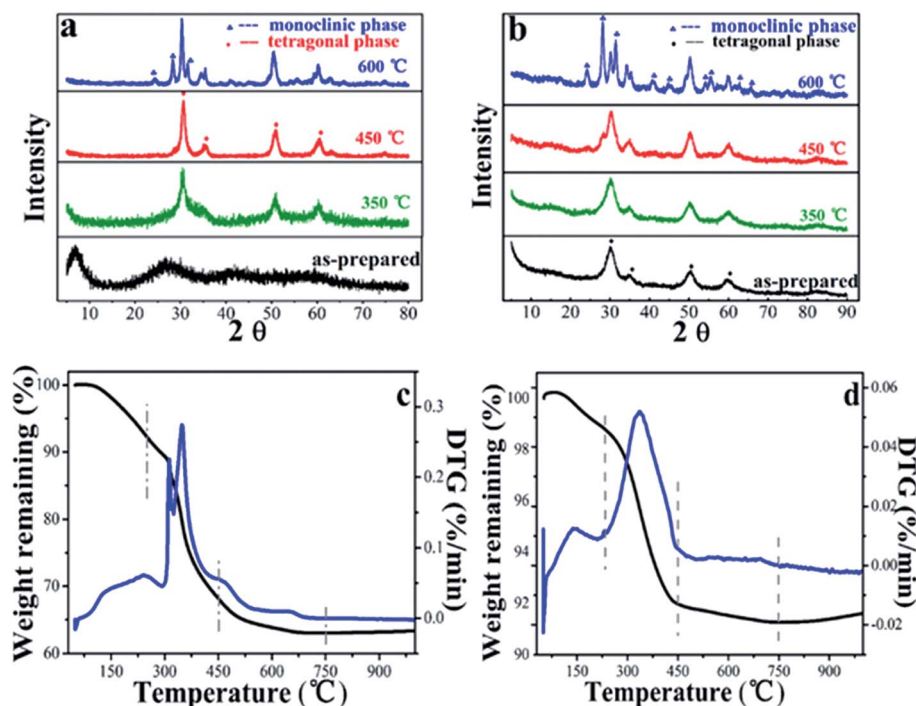 a
monoclinic phase
tetragonal phase
600 ℃
450 ℃
350 ℃
as-prepared
Intensity
10 20 30 40 50 60 70 80
2 θ
b
monoclinic phase
tetragonal phase
600 ℃
450 ℃
350 ℃
as-prepared
Intensity
10 20 30 40 50 60 70 80 90
2 θ
c
Weight remaining (%)
100
90
80
70
60
DTG (%/min)
0.3
0.2
0.1
0.0
150 300 450 600 750 900
Temperature (℃)
d
Weight remaining (%)
100
98
96
94
92
90
DTG (%/min)
0.06
0.04
0.02
0.00
-0.02
150 300 450 600 750 900
Temperature (℃)